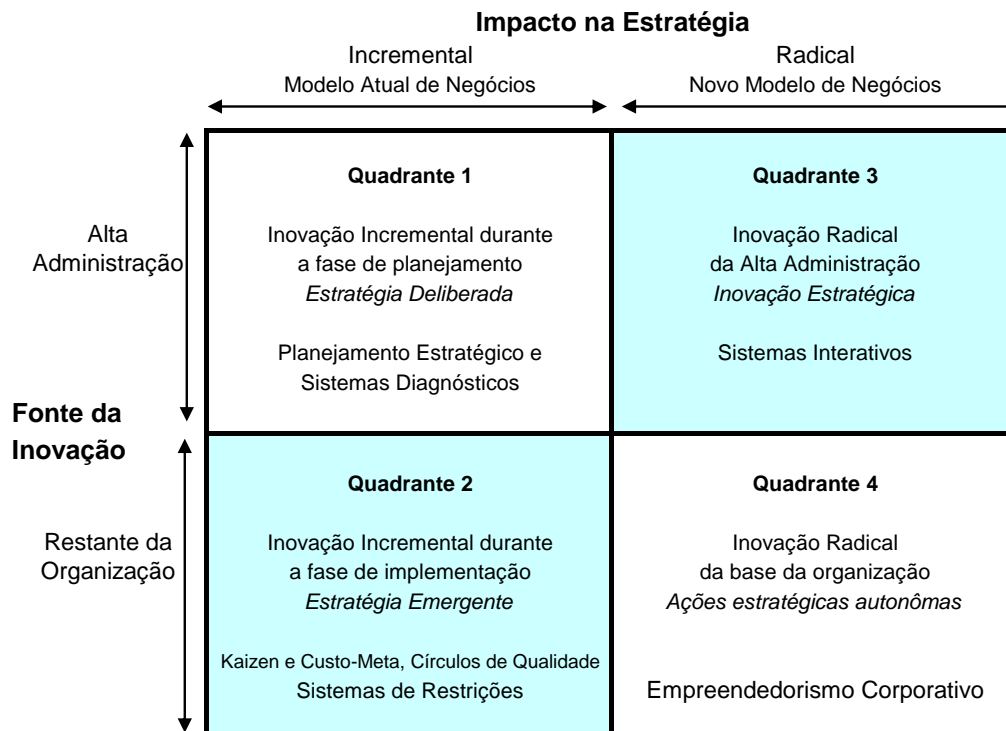 Impacto na Estratégia
Incremental
Modelo Atual de Negócios
Radical
Novo Modelo de Negócios
Fonte da
Inovação
Alta
Administração
Quadrante 1
Inovação Incremental durante
a fase de planejamento
Estratégia Deliberada
Planejamento Estratégico e
Sistemas Diagnósticos
Quadrante 3
Inovação Radical
da Alta Administração
Inovação Estratégica
Sistemas Interativos
Restante da
Organização
Quadrante 2
Inovação Incremental durante
a fase de implementação
Estratégia Emergente
Kaizen e Custo-Meta, Círculos de Qualidade
Sistemas de Restrições
Quadrante 4
Inovação Radical
da base da organização
Ações estratégicas autonômas
Empreendedorismo Corporativo